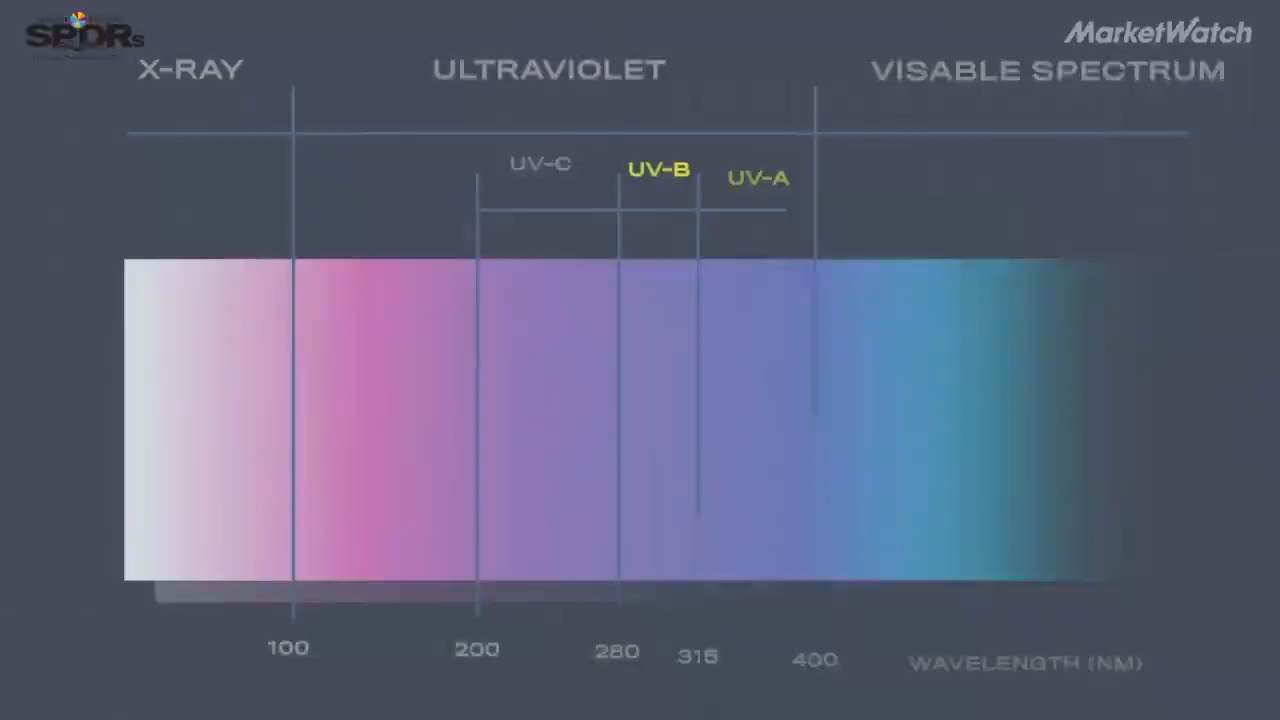 SPDRs
MarketWatch
X-RAY
ULTRAVIOLET
VISABLE SPECTRUM
UV-C
UV-B
UV-A
100
200
280
315
400
WAVELENGTH (NM)